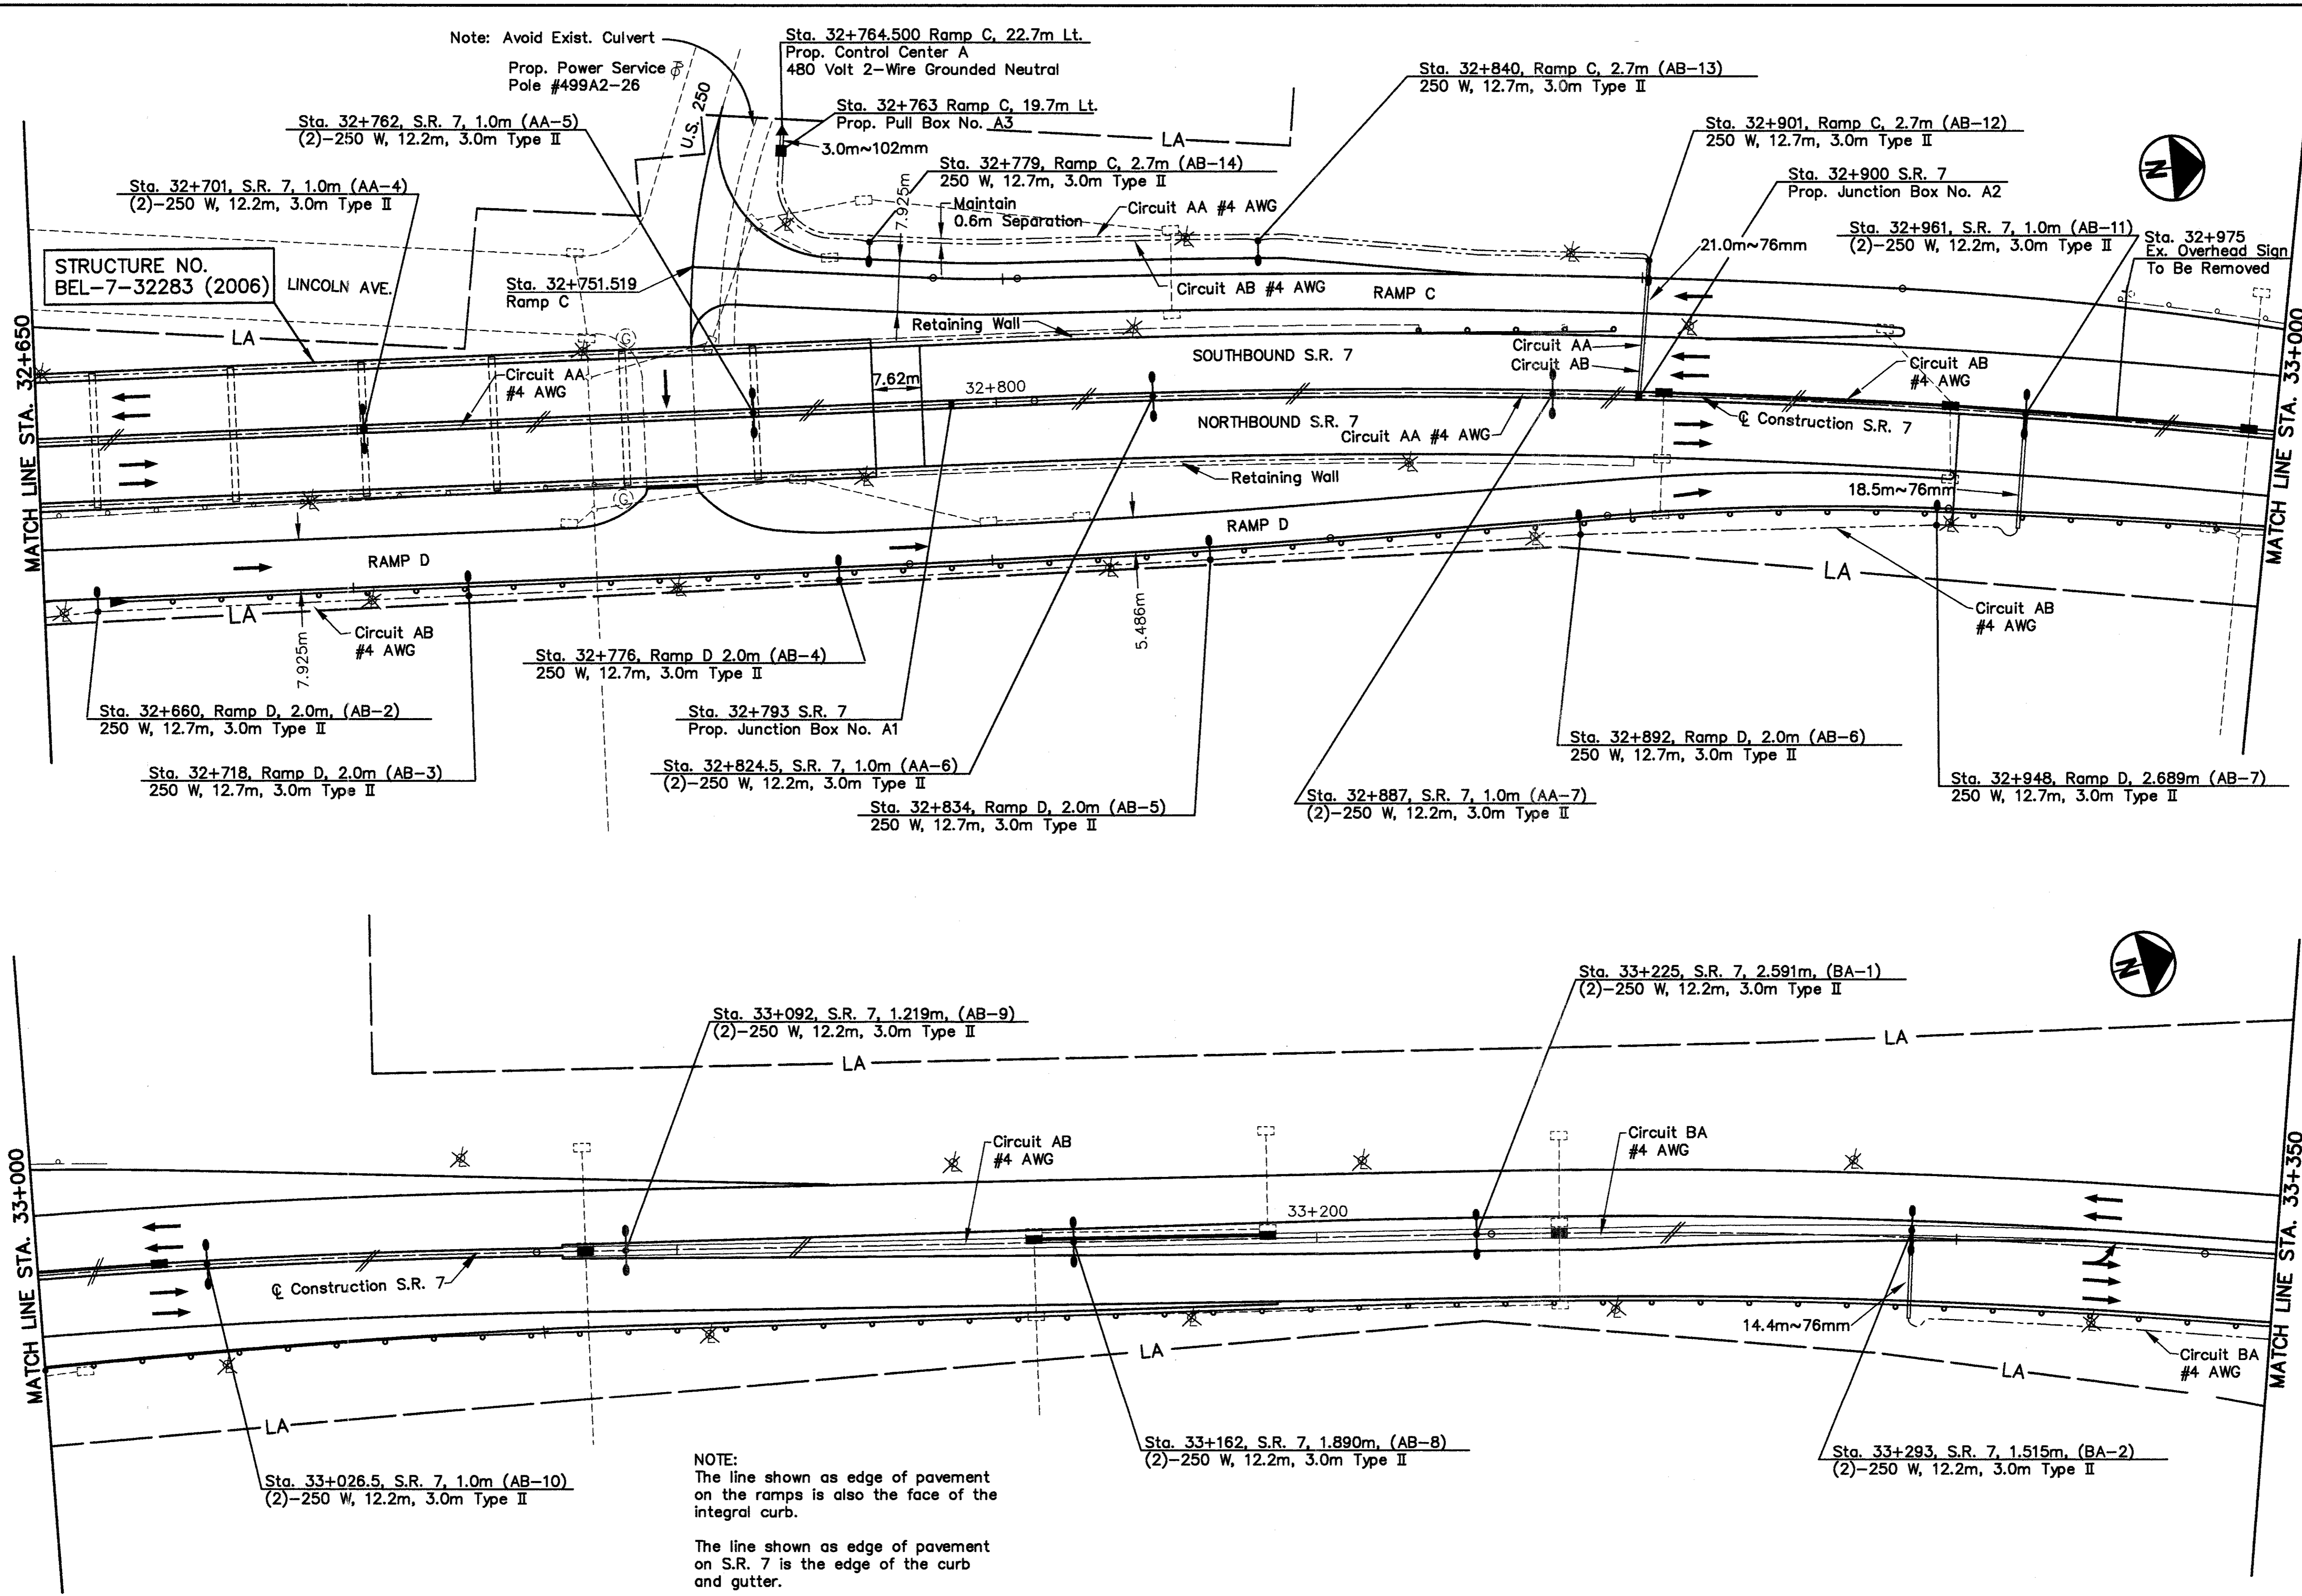 Note: Avoid Exist. Culvert
Prop. Power Service
Pole #499A2-26
Sta. 32+764.500 Ramp C, 22.7m Lt.
Prop. Control Center A
480 Volt 2-Wire Grounded Neutral
Sta. 32+763 Ramp C, 19.7m Lt.
Prop. Pull Box No. A3
3.0m~102mm
U.S. 250
LA
Sta. 32+840, Ramp C, 2.7m (AB-13)
250 W, 12.7m, 3.0m Type II
Sta. 32+901, Ramp C, 2.7m (AB-12)
250 W, 12.7m, 3.0m Type II
Sta. 32+762, S.R. 7, 1.0m (AA-5)
(2)-250 W, 12.2m, 3.0m Type II
Sta. 32+779, Ramp C, 2.7m (AB-14)
250 W, 12.7m, 3.0m Type II
Sta. 32+900 S.R. 7
Prop. Junction Box No. A2
N
Sta. 32+701, S.R. 7, 1.0m (AA-4)
(2)-250 W, 12.2m, 3.0m Type II
7.925m
Maintain
0.6m Separation
Circuit AA #4 AWG
Sta. 32+961, S.R. 7, 1.0m (AB-11)
(2)-250 W, 12.2m, 3.0m Type II
Sta. 32+975
Ex. Overhead Sign
To Be Removed
21.0m~76mm
STRUCTURE NO.
BEL-7-32283 (2006)
LINCOLN AVE.
Sta. 32+751.519
Ramp C
Circuit AB #4 AWG
RAMP C
LA
Retaining Wall
G
SOUTHBOUND S.R. 7
Circuit AA
Circuit AB
Circuit AB
#4 AWG
Circuit AA
#4 AWG
7.62m
32+800
NORTHBOUND S.R. 7
Circuit AA #4 AWG
℄ Construction S.R. 7
MATCH LINE STA. 32+650
MATCH LINE STA. 33+000
Retaining Wall
G
18.5m~76mm
RAMP D
RAMP D
LA
LA
7.925m
Circuit AB
#4 AWG
5.486m
Circuit AB
#4 AWG
Sta. 32+776, Ramp D 2.0m (AB-4)
250 W, 12.7m, 3.0m Type II
Sta. 32+660, Ramp D, 2.0m, (AB-2)
250 W, 12.7m, 3.0m Type II
Sta. 32+793 S.R. 7
Prop. Junction Box No. A1
Sta. 32+892, Ramp D, 2.0m (AB-6)
250 W, 12.7m, 3.0m Type II
Sta. 32+718, Ramp D, 2.0m (AB-3)
250 W, 12.7m, 3.0m Type II
Sta. 32+824.5, S.R. 7, 1.0m (AA-6)
(2)-250 W, 12.2m, 3.0m Type II
Sta. 32+834, Ramp D, 2.0m (AB-5)
250 W, 12.7m, 3.0m Type II
Sta. 32+887, S.R. 7, 1.0m (AA-7)
(2)-250 W, 12.2m, 3.0m Type II
Sta. 32+948, Ramp D, 2.689m (AB-7)
250 W, 12.7m, 3.0m Type II
N
Sta. 33+225, S.R. 7, 2.591m, (BA-1)
(2)-250 W, 12.2m, 3.0m Type II
Sta. 33+092, S.R. 7, 1.219m, (AB-9)
(2)-250 W, 12.2m, 3.0m Type II
LA
LA
Circuit AB
#4 AWG
Circuit BA
#4 AWG
33+200
MATCH LINE STA. 33+000
MATCH LINE STA. 33+350
℄ Construction S.R. 7
14.4m~76mm
LA
LA
LA
Circuit BA
#4 AWG
Sta. 33+162, S.R. 7, 1.890m, (AB-8)
(2)-250 W, 12.2m, 3.0m Type II
Sta. 33+293, S.R. 7, 1.515m, (BA-2)
(2)-250 W, 12.2m, 3.0m Type II
Sta. 33+026.5, S.R. 7, 1.0m (AB-10)
(2)-250 W, 12.2m, 3.0m Type II
NOTE:
The line shown as edge of pavement
on the ramps is also the face of the
integral curb.
The line shown as edge of pavement
on S.R. 7 is the edge of the curb
and gutter.